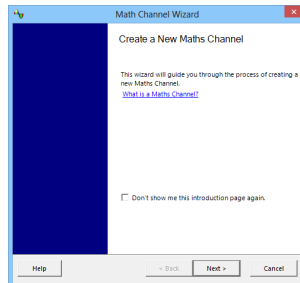 Math Channel Wizard
Create a New Maths Channel
This wizard will guide you through the process of creating a
new Maths Channel.
What is a Maths Channel?
Don't show me this introduction page again.
Help
< Back
Next >
Cancel